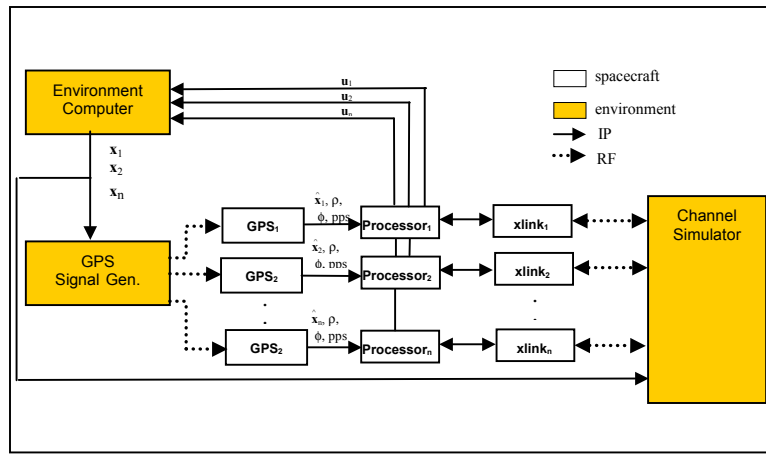 Environment
Computer
u₁
u₂
uₙ
spacecraft
environment
IP
RF
x₁
x₂
xₙ
GPS
Signal Gen.
GPS₁
x̂₁, ρ,
ϕ, pps
Processor₁
xlink₁
Channel
Simulator
GPS₂
x̂₂, ρ,
ϕ, pps
Processor₂
xlink₂
GPS₂
x̂ₙ, ρ,
ϕ, pps
Processorₙ
xlinkₙ